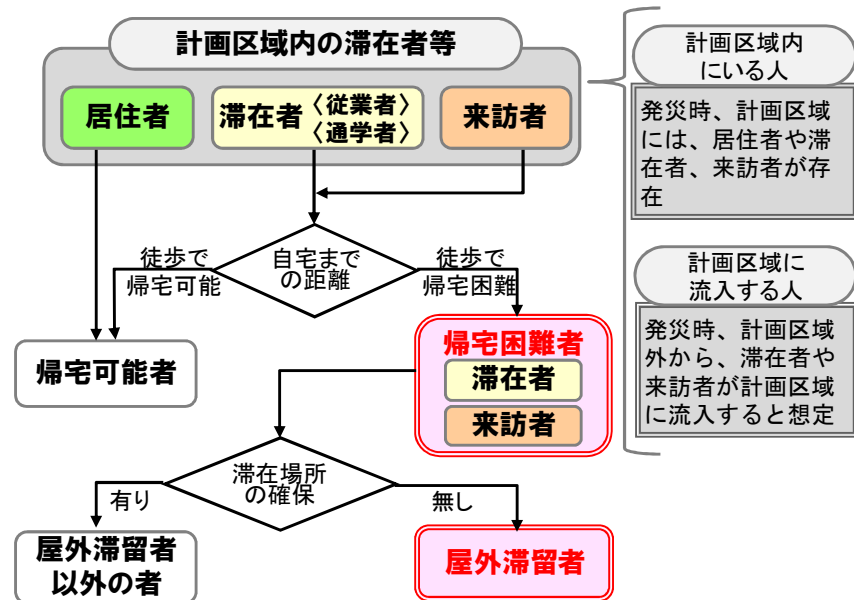 計画区域内の滞在者等
居住者
滞在者〈従業者〉
〈通学者〉
来訪者
自宅まで
の距離
徒歩で
帰宅可能
徒歩で
帰宅困難
帰宅可能者
帰宅困難者
滞在者
来訪者
滞在場所
の確保
有り
無し
屋外滞留者
以外の者
屋外滞留者
計画区域内
にいる人
発災時、計画区域
には、居住者や滞
在者、来訪者が存
在
計画区域に
流入する人
発災時、計画区域
外から、滞在者や
来訪者が計画区域
に流入すると想定